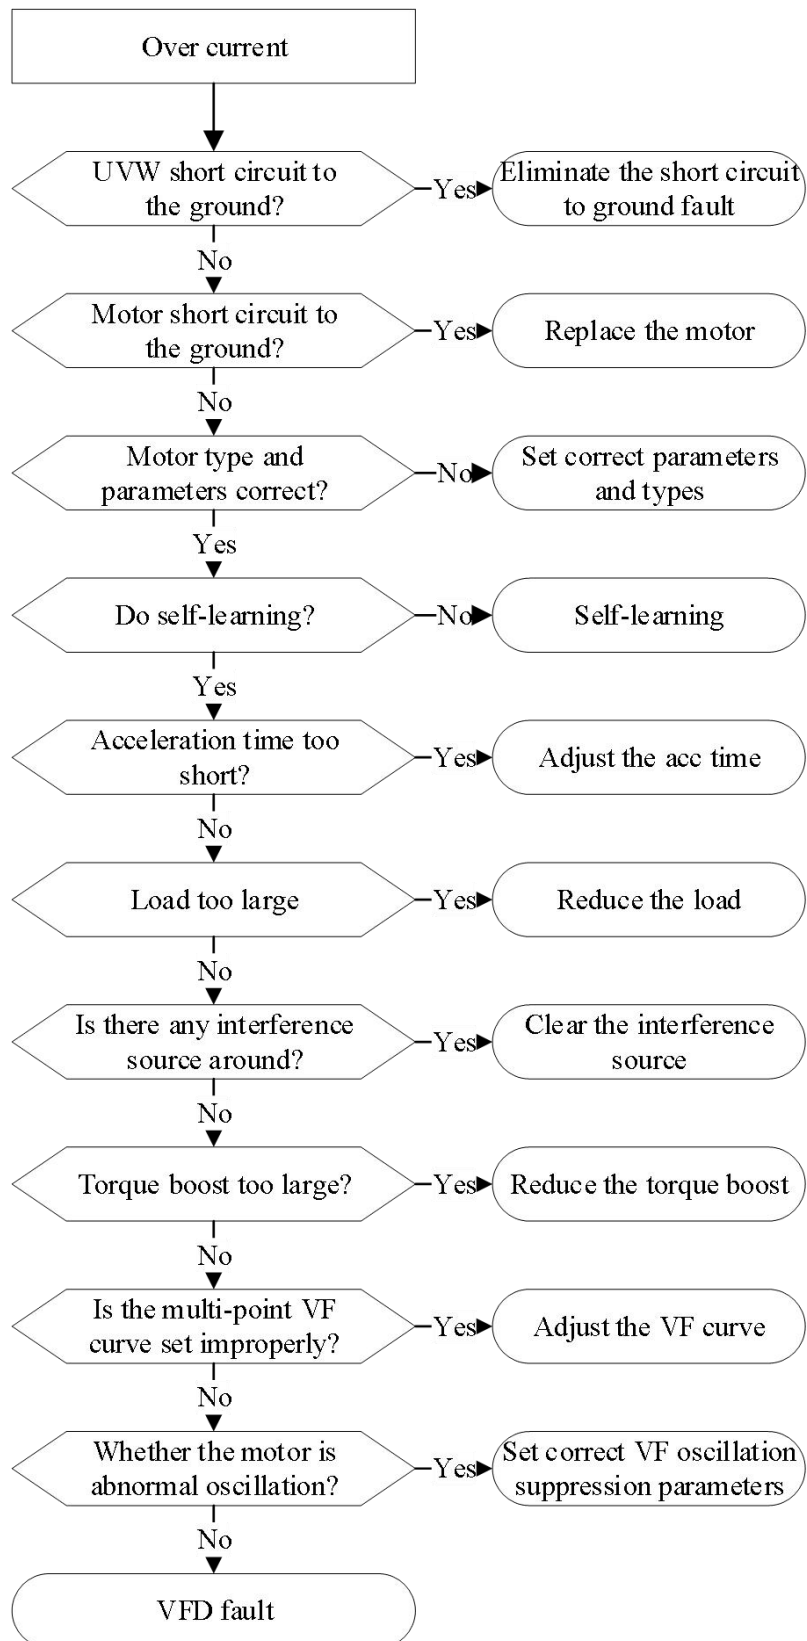 Over current
UVW short circuit to
the ground?
Yes
Eliminate the short circuit
to ground fault
No
Motor short circuit to
the ground?
Yes
Replace the motor
No
Motor type and
parameters correct?
No
Set correct parameters
and types
Yes
Do self-learning?
No
Self-learning
Yes
Acceleration time too
short?
Yes
Adjust the acc time
No
Load too large
Yes
Reduce the load
No
Is there any interference
source around?
Yes
Clear the interference
source
No
Torque boost too large?
Yes
Reduce the torque boost
No
Is the multi-point VF
curve set improperly?
Yes
Adjust the VF curve
No
Whether the motor is
abnormal oscillation?
Yes
Set correct VF oscillation
suppression parameters
No
VFD fault